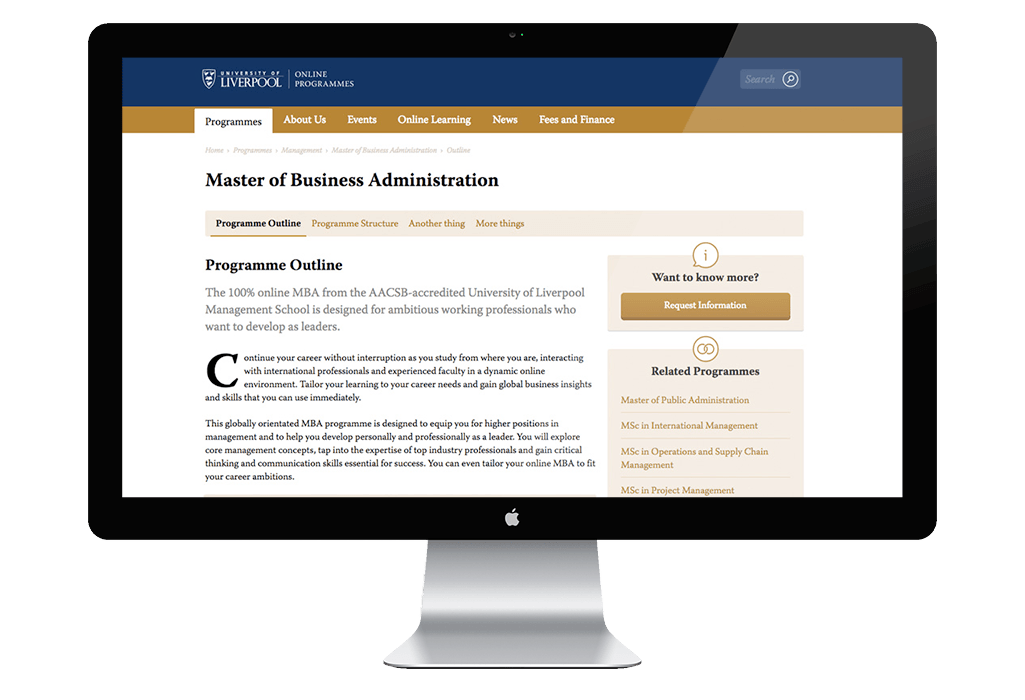 UNIVERSITY OF
LIVERPOOL
ONLINE
PROGRAMMES
Search
Programmes
About Us
Events
Online Learning
News
Fees and Finance
Home › Programmes › Management › Master of Business Administration › Outline
Master of Business Administration
Programme Outline
Programme Structure
Another thing
More things
Programme Outline
The 100% online MBA from the AACSB-accredited University of Liverpool
Management School is designed for ambitious working professionals who
want to develop as leaders.
Continue your career without interruption as you study from where you are, interacting
with international professionals and experienced faculty in a dynamic online
environment. Tailor your learning to your career needs and gain global business insights
and skills that you can use immediately.
This globally orientated MBA programme is designed to equip you for higher positions in
management and to help you develop personally and professionally as a leader. You will explore
core management concepts, tap into the expertise of top industry professionals and gain critical
thinking and communication skills essential for success. You can even tailor your online MBA to fit
your career ambitions.
i
Want to know more?
Request Information
Related Programmes
Master of Public Administration
MSc in International Management
MSc in Operations and Supply Chain
Management
MSc in Project Management